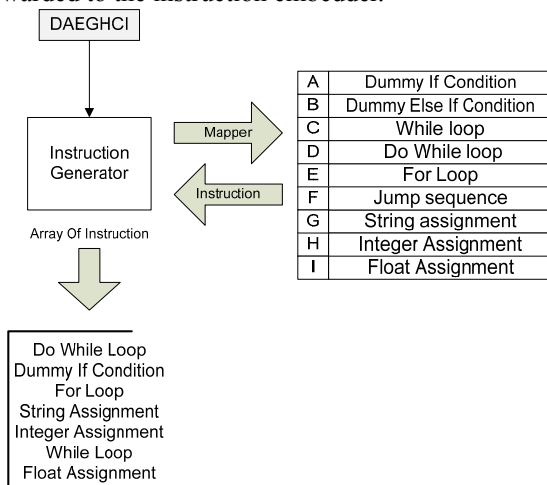 warded to the instruction embedder.
DAEGHCI
Instruction
Generator
Mapper
Instruction
A Dummy If Condition
B Dummy Else If Condition
C While loop
D Do While loop
E For Loop
F Jump sequence
G String assignment
H Integer Assignment
I Float Assignment
Array Of Instruction
Do While Loop
Dummy If Condition
For Loop
String Assignment
Integer Assignment
While Loop
Float Assignment